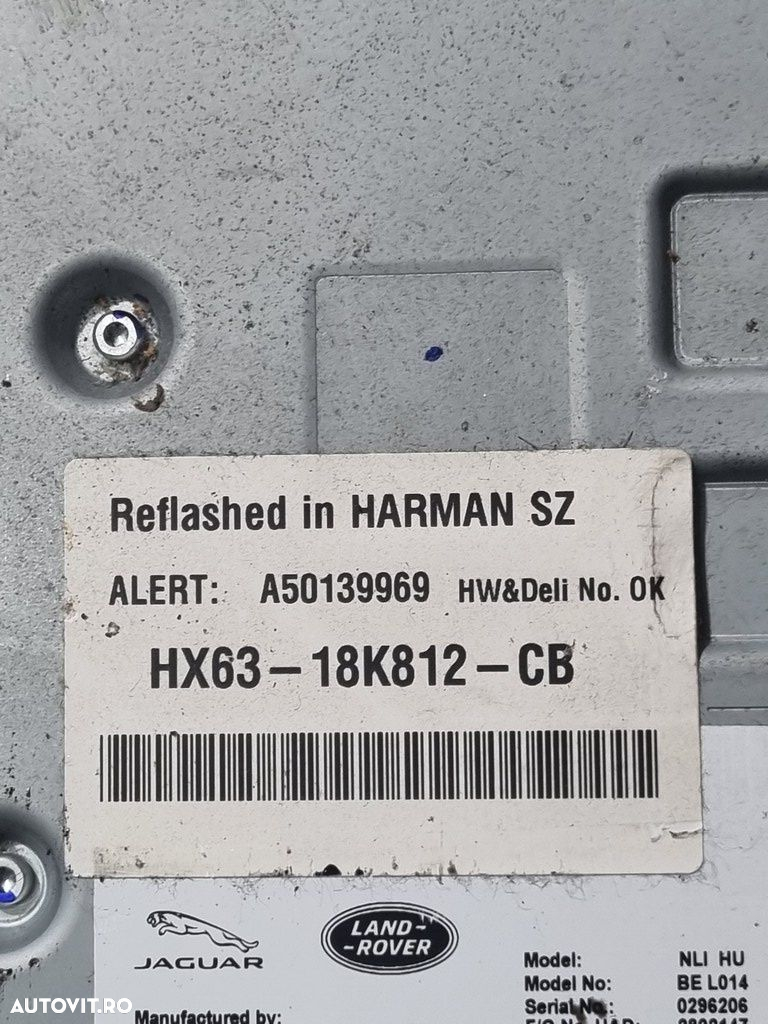 Reflashed in HARMAN SZ
ALERT: A50139969 HW&Deli No. OK
HX63-18K812-CB
JAGUAR
LAND-
-ROVER
Model: NLI HU
Model No: BE L014
Serial No.: 0296206
Manufactured by:
AUTOVIT.RO